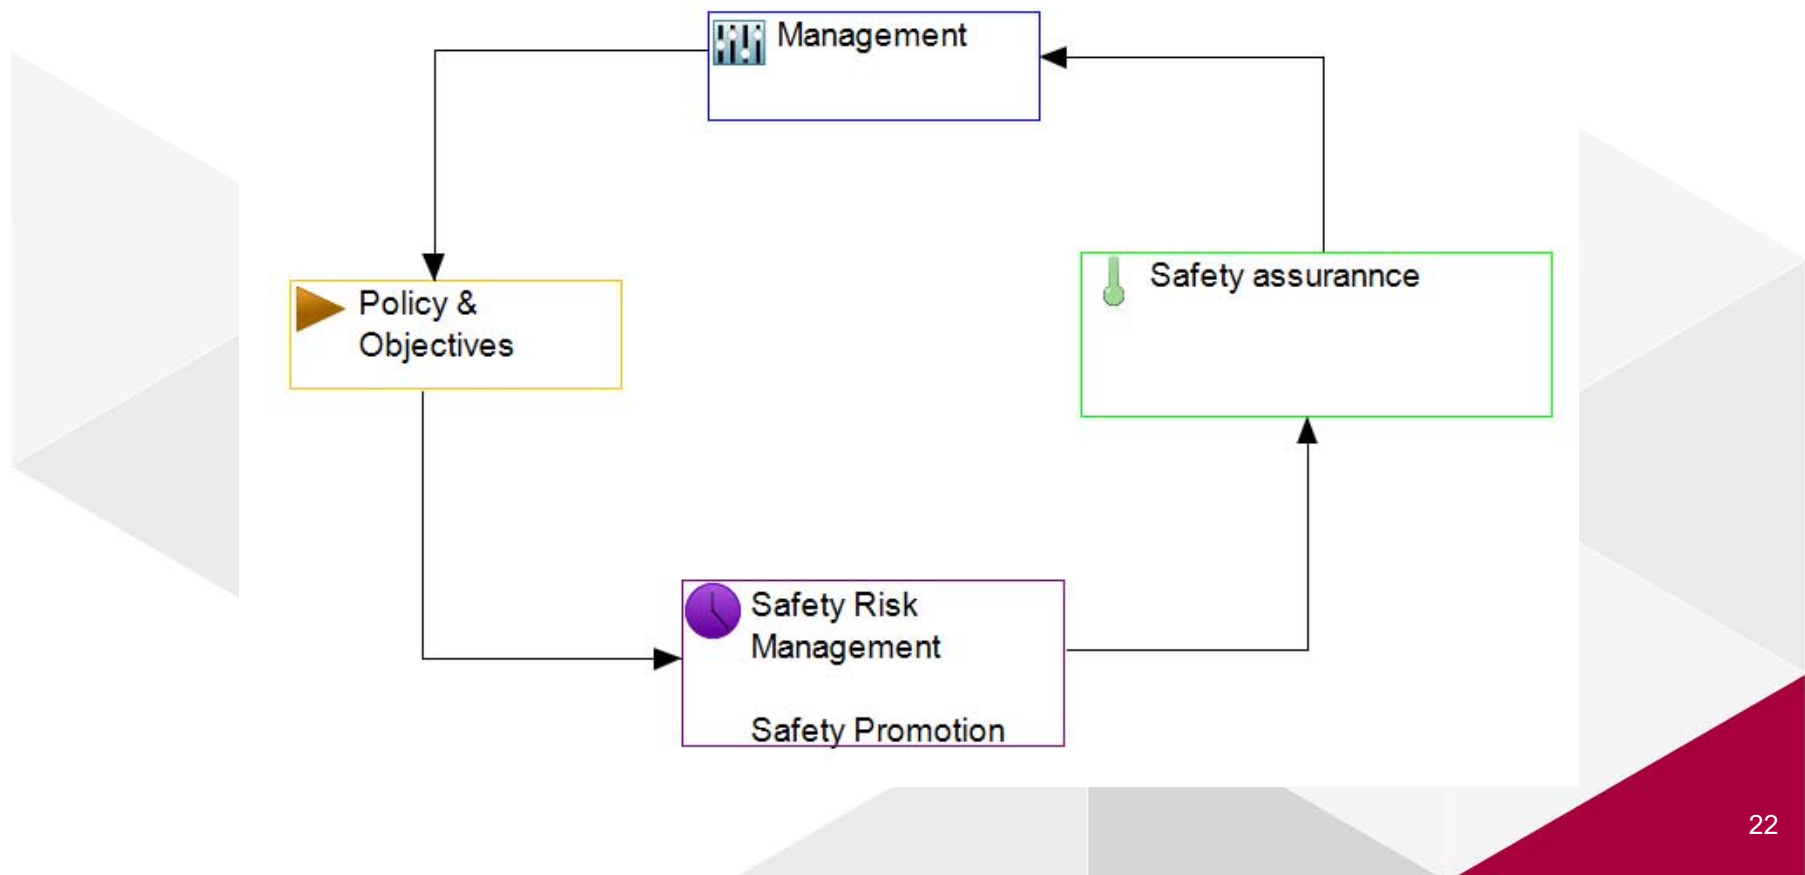 Management
Safety assurannce
Policy &
Objectives
Safety Risk
Management
Safety Promotion
22